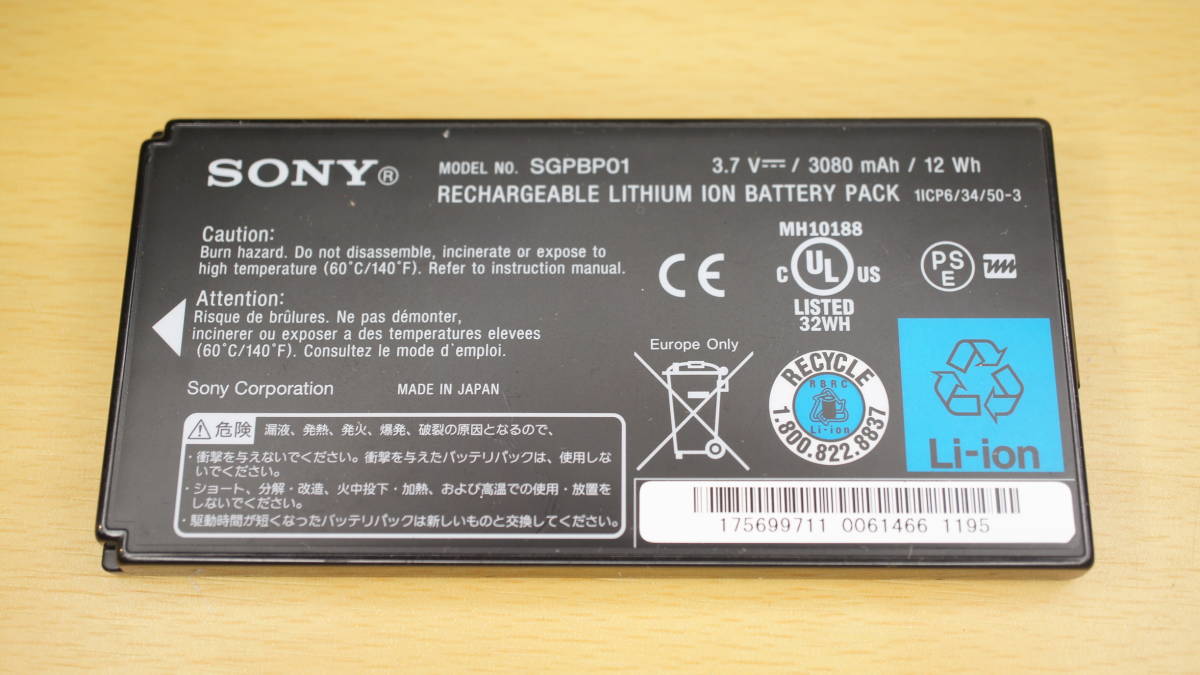 SONY®
MODEL NO. SGPBP01
3.7 V⎓ / 3080 mAh / 12 Wh
RECHARGEABLE LITHIUM ION BATTERY PACK 1ICP6/34/50-3
Caution:
Burn hazard. Do not disassemble, incinerate or expose to
high temperature (60˚C/140˚F). Refer to instruction manual.
Attention:
Risque de brûlures. Ne pas démonter,
incinerer ou exposer a des temperatures elevees
(60˚C/140˚F). Consultez le mode d'emploi.
Sony Corporation MADE IN JAPAN
CE
MH10188
C UL US
LISTED
32WH
PS
E
Europe Only
RECYCLE
RBRC
Li-ion
1.800.822.8837
Li-ion
危険 漏液、発熱、発火、爆発、破裂の原因となるので、
・衝撃を与えないでください。衝撃を与えたバッテリパックは、使用しな
いでください。
・ショート、分解・改造、火中投下・加熱、および高温での使用・放置を
しないでください。
・駆動時間が短くなったバッテリパックは新しいものと交換してください。
175699711 0061466 1195